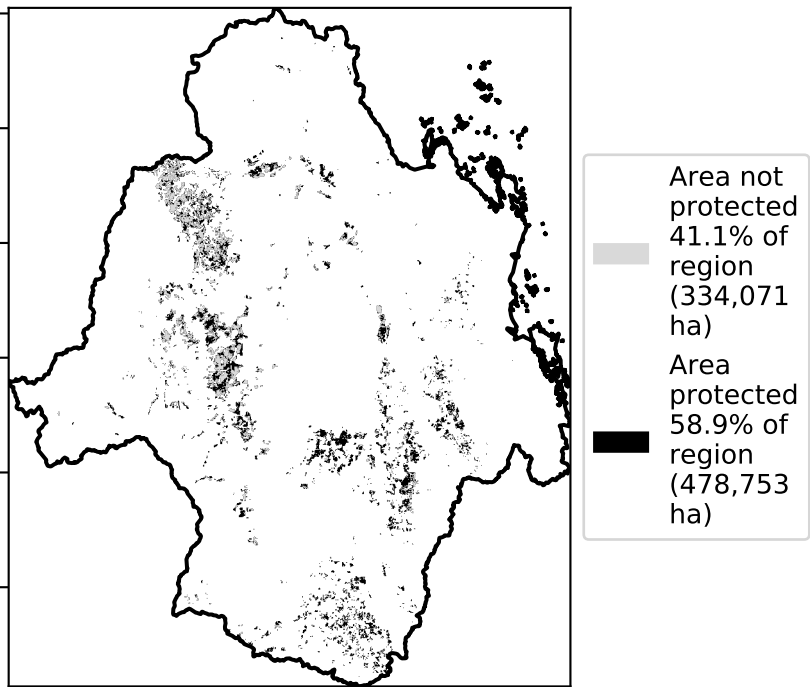 Area not
protected
41.1% of
region
(334,071
ha)
Area
protected
58.9% of
region
(478,753
ha)